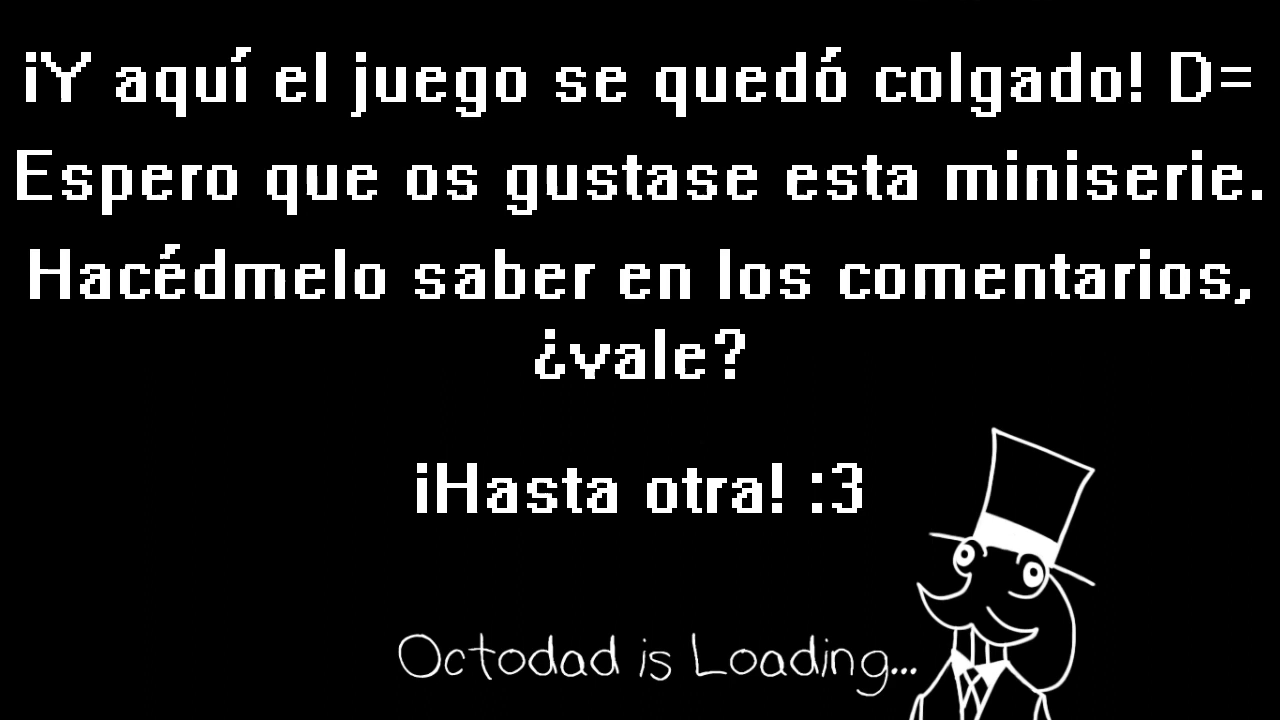 ¡Y aquí el juego se quedó colgado! D=
Espero que os gustase esta miniserie.
Hacédmelo saber en los comentarios,
¿vale?
¡Hasta otra! :3
Octodad is Loading...